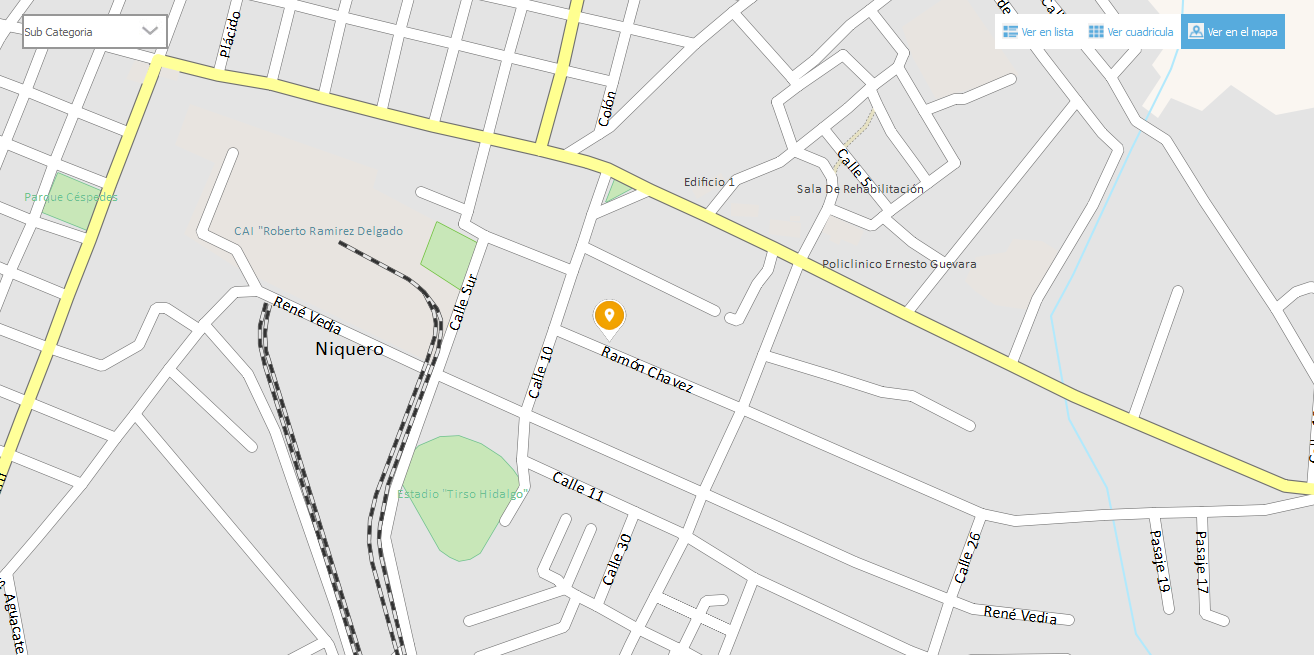 Sub Categoria
Ver en lista
Ver cuadricula
Ver en el mapa
Plácido
Colón
Calle 5
Edificio 1
Sala De Rehabilitación
Parque Céspedes
CAI "Roberto Ramirez Delgado
Policlinico Ernesto Guevara
René Vedia
Calle Sur
Niquero
Calle 10
Ramón Chavez
Estadio "Tirso Hidalgo"
Calle 11
Calle 30
Calle 26
Pasaje 19
Pasaje 17
René Vedia
Aguacate